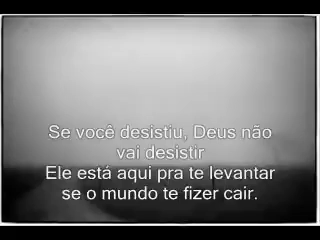 Se você desistiu, Deus não
vai desistir
Ele está aqui pra te levantar
se o mundo te fizer cair.